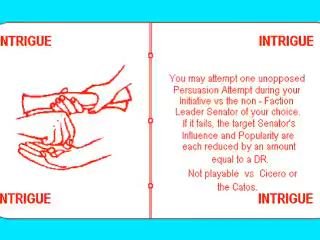 INTRIGUE
INTRIGUE
You may attempt one unopposed
Persuasion Attempt during your
Initiative vs the non - Faction
Leader Senator of your choice.
If it fails, the target Senator's
Influence and Popularity are
each reduced by an amount
equal to a DR.
Not playable vs Cicero or
the Catos.
INTRIGUE
INTRIGUE